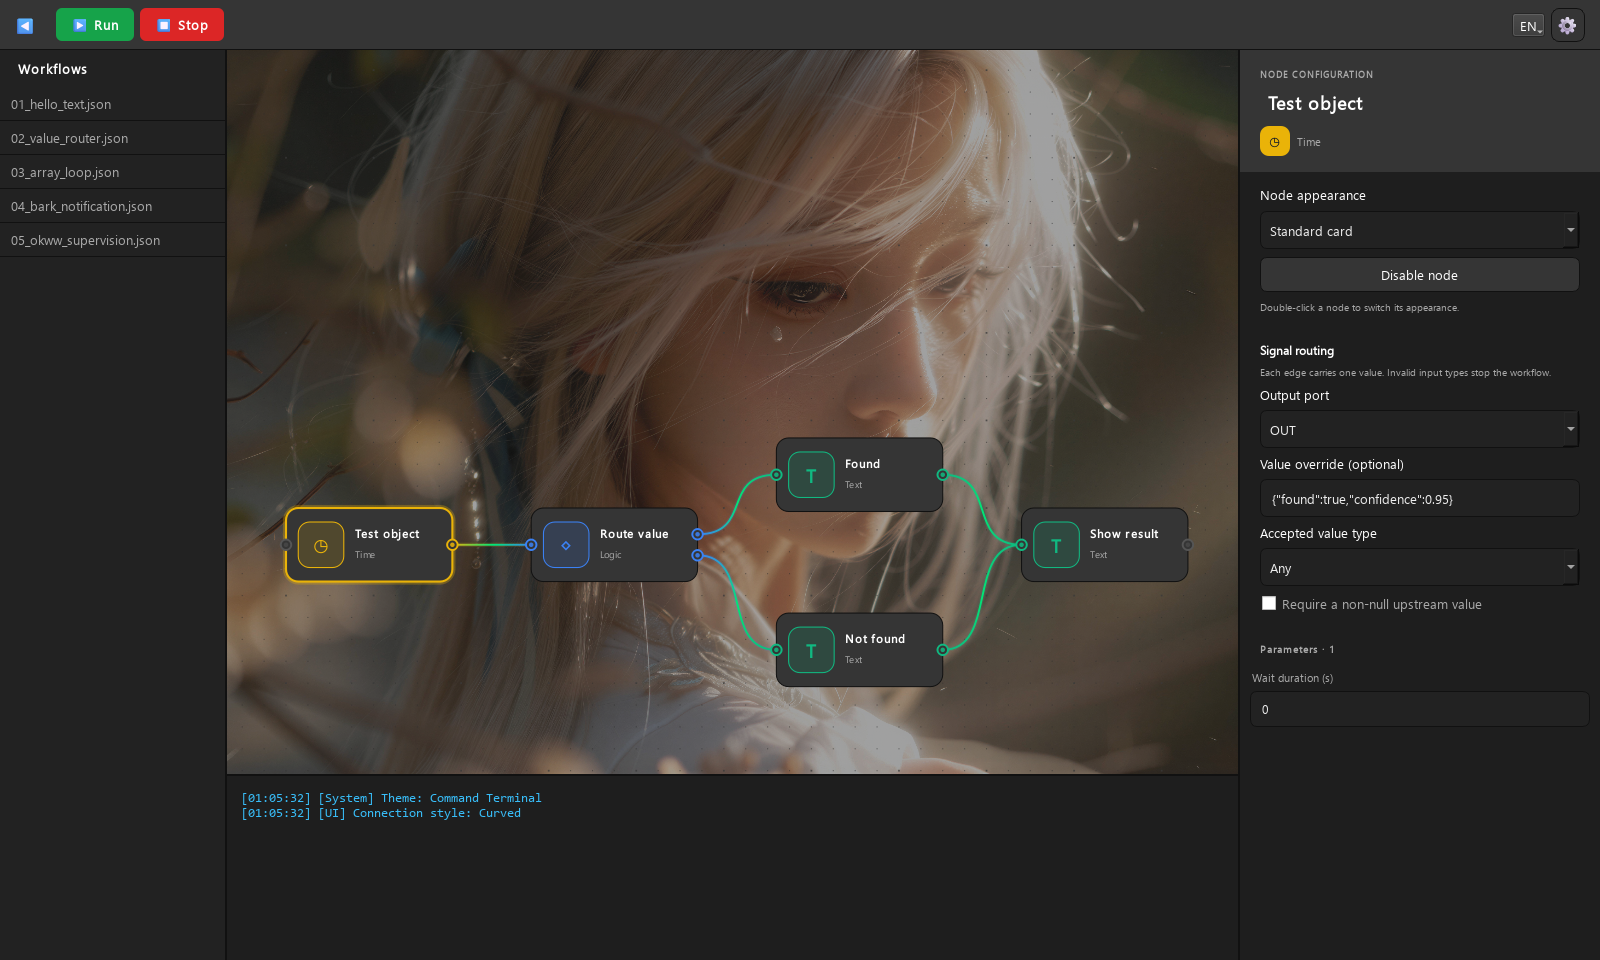 Run
Stop
EN
Workflows
01_hello_text.json
02_value_router.json
03_array_loop.json
04_bark_notification.json
05_okww_supervision.json
Test object
Time
Route value
Logic
T
Found
Text
T
Not found
Text
T
Show result
Text
[01:05:32] [System] Theme: Command Terminal
[01:05:32] [UI] Connection style: Curved
NODE CONFIGURATION
Test object
Time
Node appearance
Standard card
Disable node
Double-click a node to switch its appearance.
Signal routing
Each edge carries one value. Invalid input types stop the workflow.
Output port
OUT
Value override (optional)
{"found":true,"confidence":0.95}
Accepted value type
Any
Require a non-null upstream value
Parameters · 1
Wait duration (s)
0